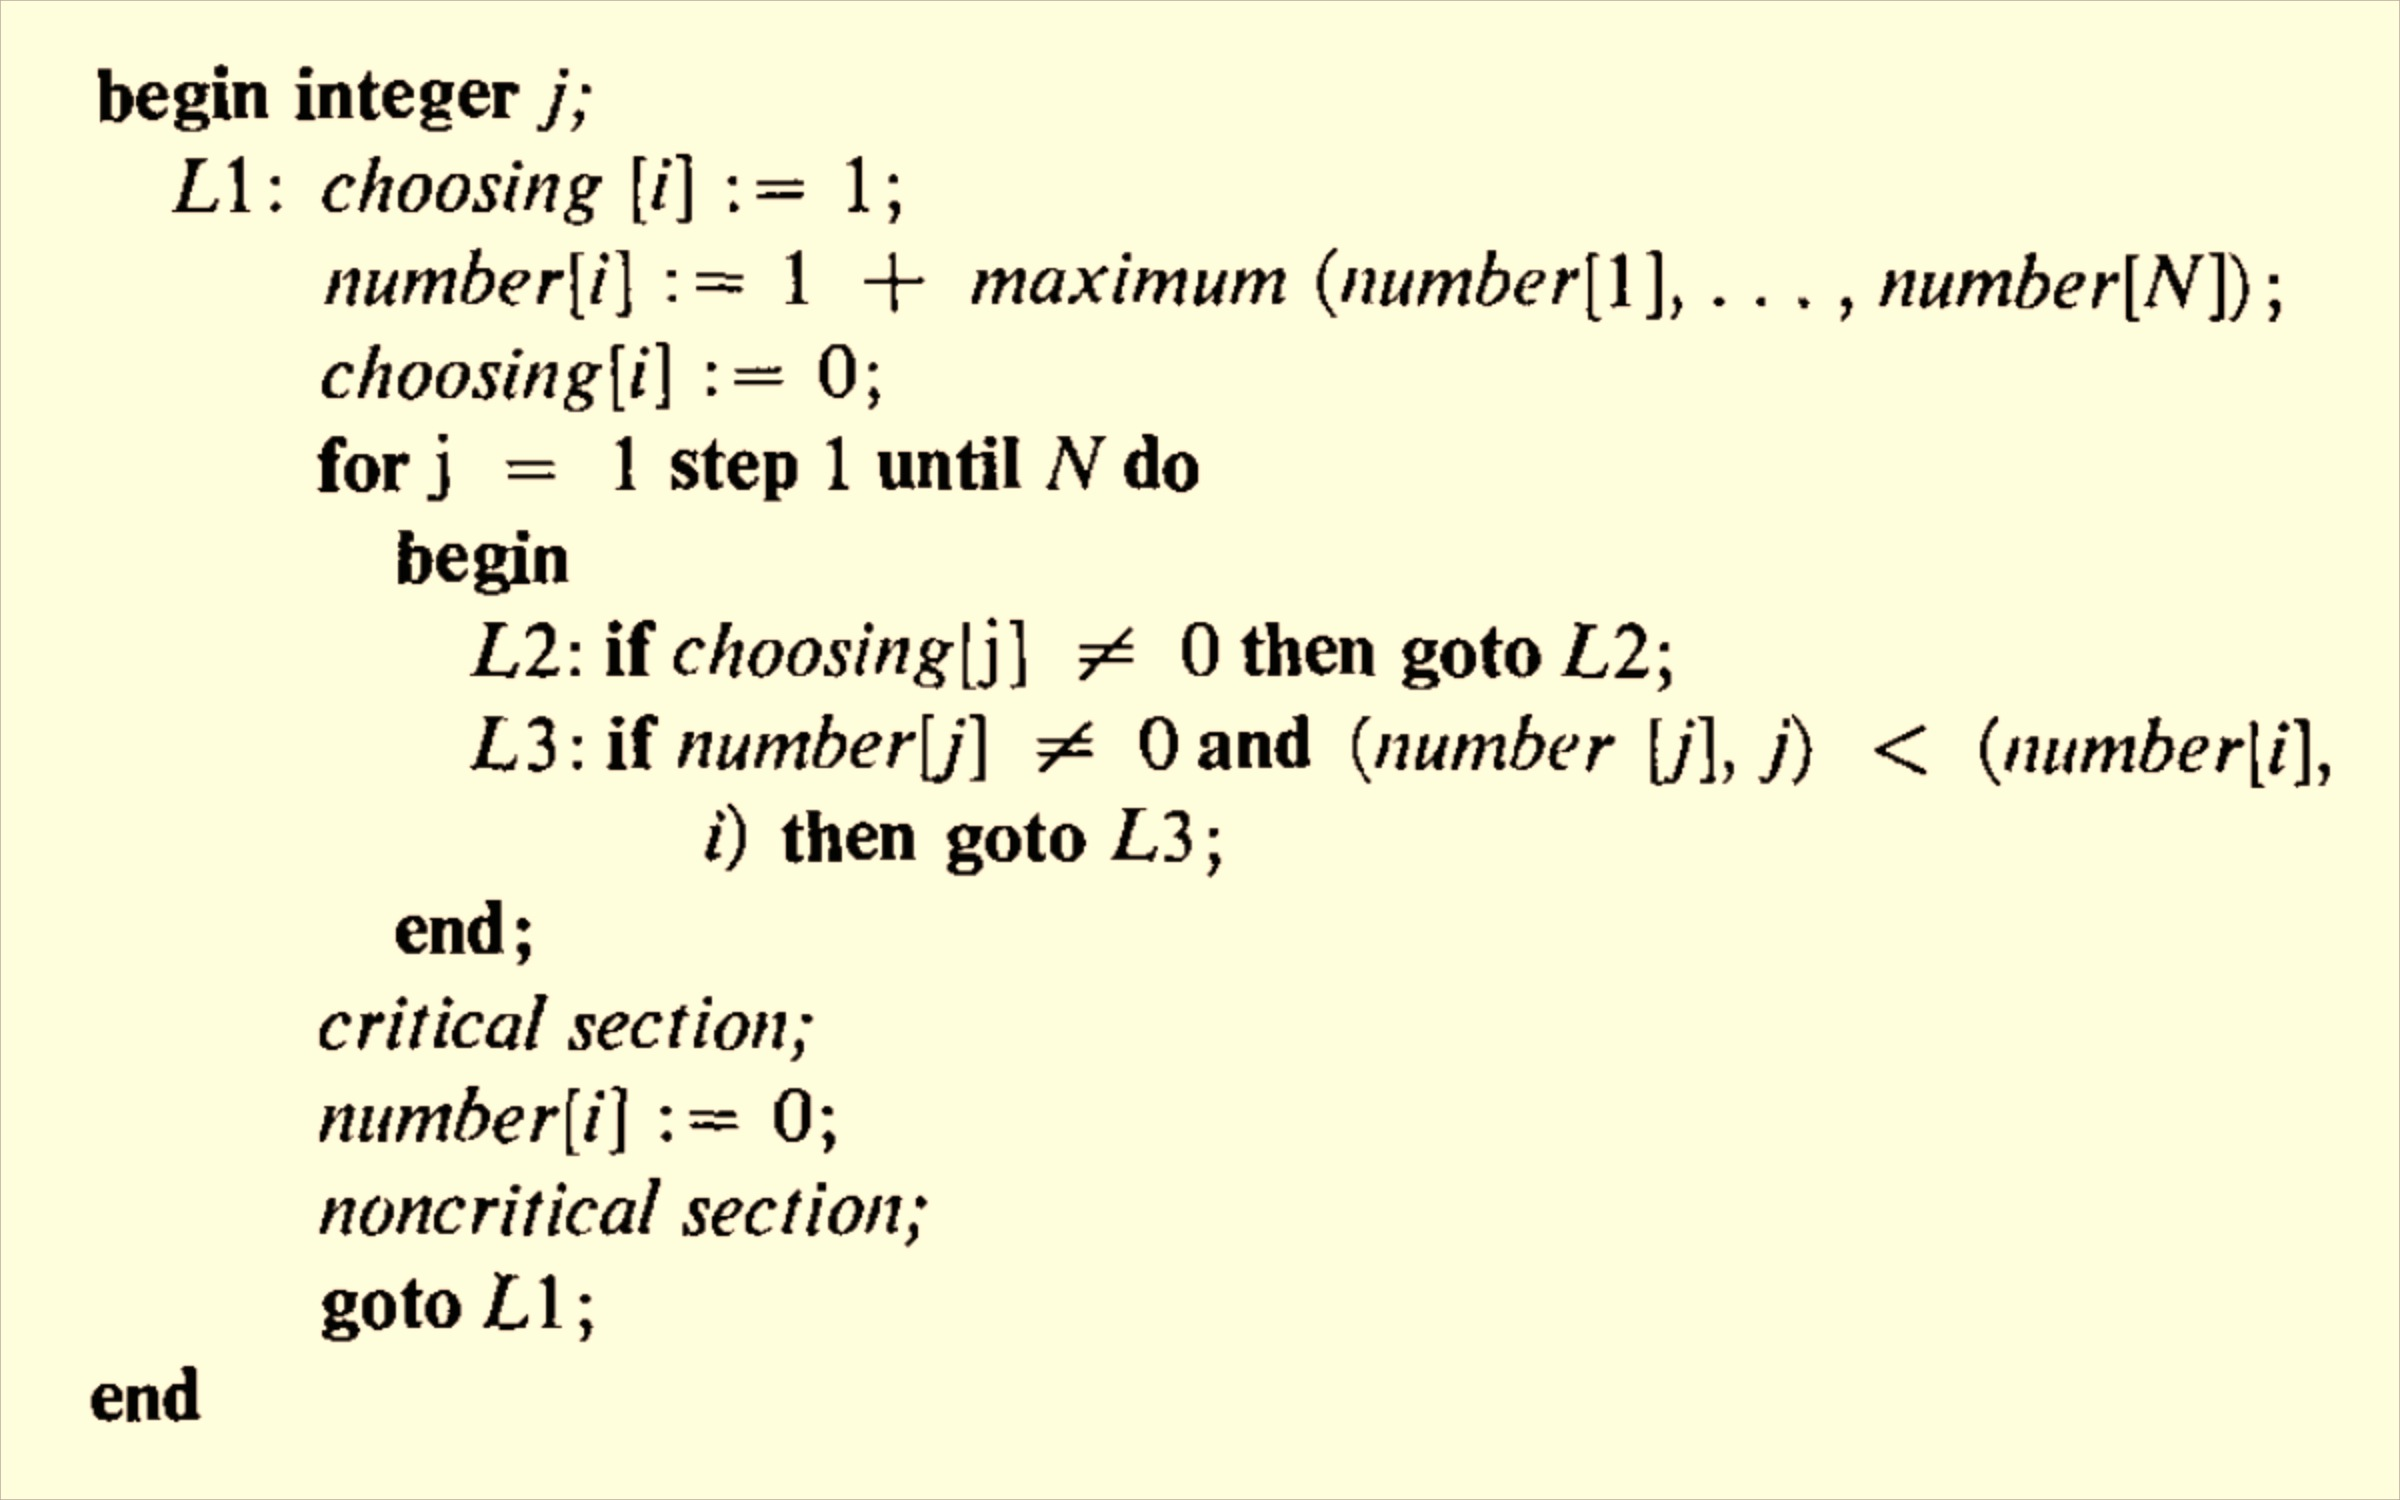 begin integer j;
L1: choosing [i] := 1;
number[i] := 1 + maximum (number[1], . . . , number[N]);
choosing[i] := 0;
for j = 1 step 1 until N do
begin
L2: if choosing[j] ≠ 0 then goto L2;
L3: if number[j] ≠ 0 and (number [j], j) < (number[i],
i) then goto L3;
end;
critical section;
number[i] := 0;
noncritical section;
goto L1;
end